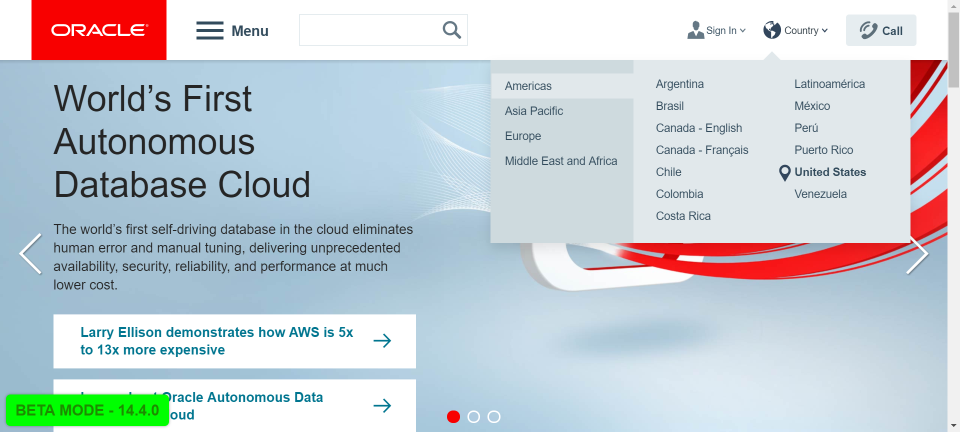 ORACLE
Menu
Sign In
Country
Call
Americas
Asia Pacific
Europe
Middle East and Africa
Argentina
Brasil
Canada - English
Canada - Français
Chile
Colombia
Costa Rica
Latinoamérica
México
Perú
Puerto Rico
United States
Venezuela
World’s First
Autonomous
Database Cloud
The world’s first self-driving database in the cloud eliminates
human error and manual tuning, delivering unprecedented
availability, security, reliability, and performance at much
lower cost.
Larry Ellison demonstrates how AWS is 5x
to 13x more expensive
Oracle Autonomous Data
BETA MODE - 14.4.0